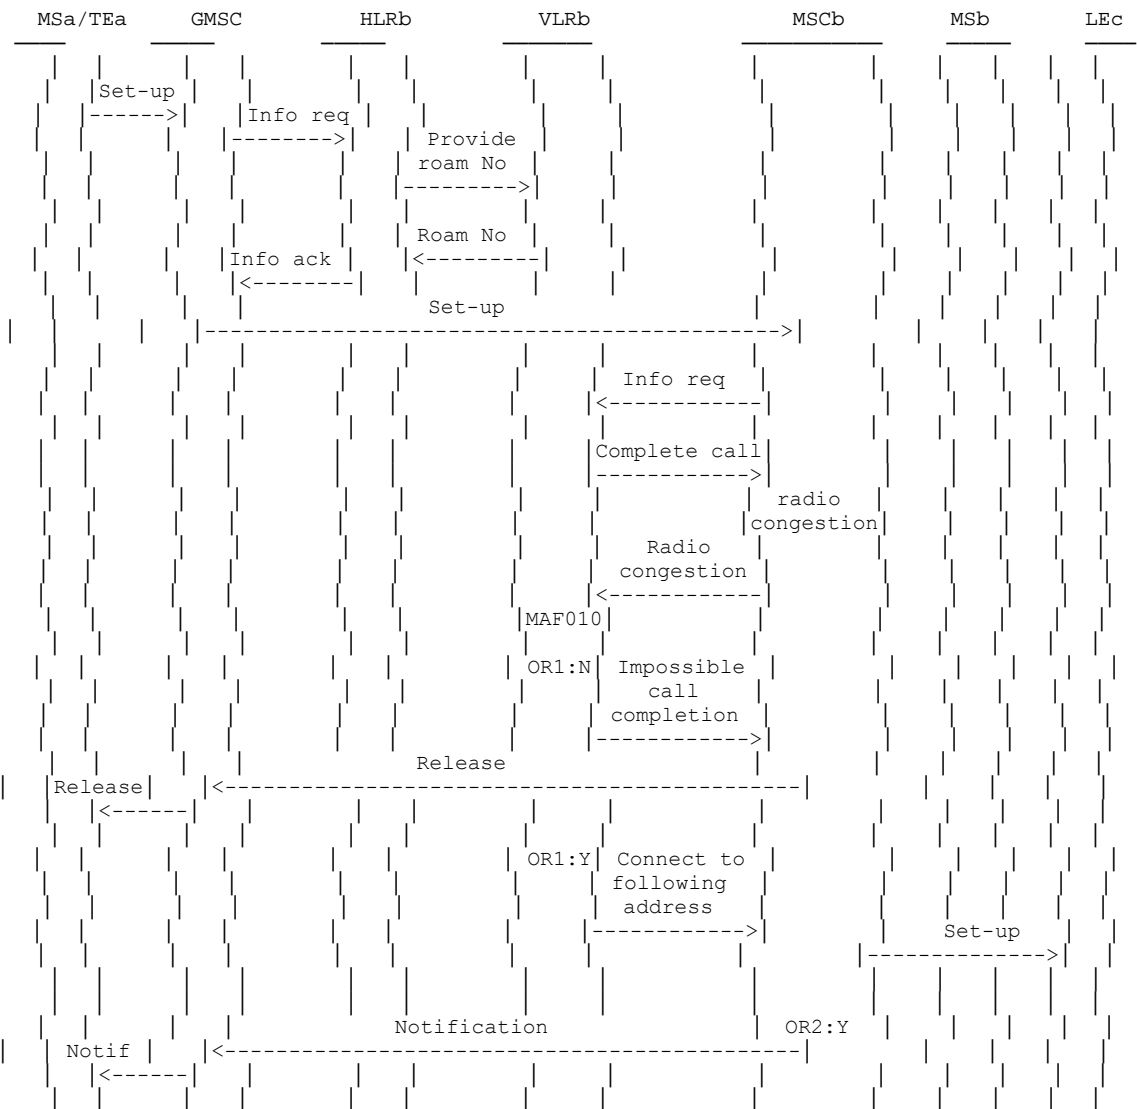 MSa/TEa GMSC HLRb VLRb MSCb MSb LEc
Set-up
Info req
Provide
roam No
Roam No
Info ack
Set-up
Info req
Complete call
radio
congestion
Radio
congestion
MAF010
OR1:N Impossible
call
completion
Release
Release
OR1:Y Connect to
following
address
Set-up
Notification OR2:Y
Notif